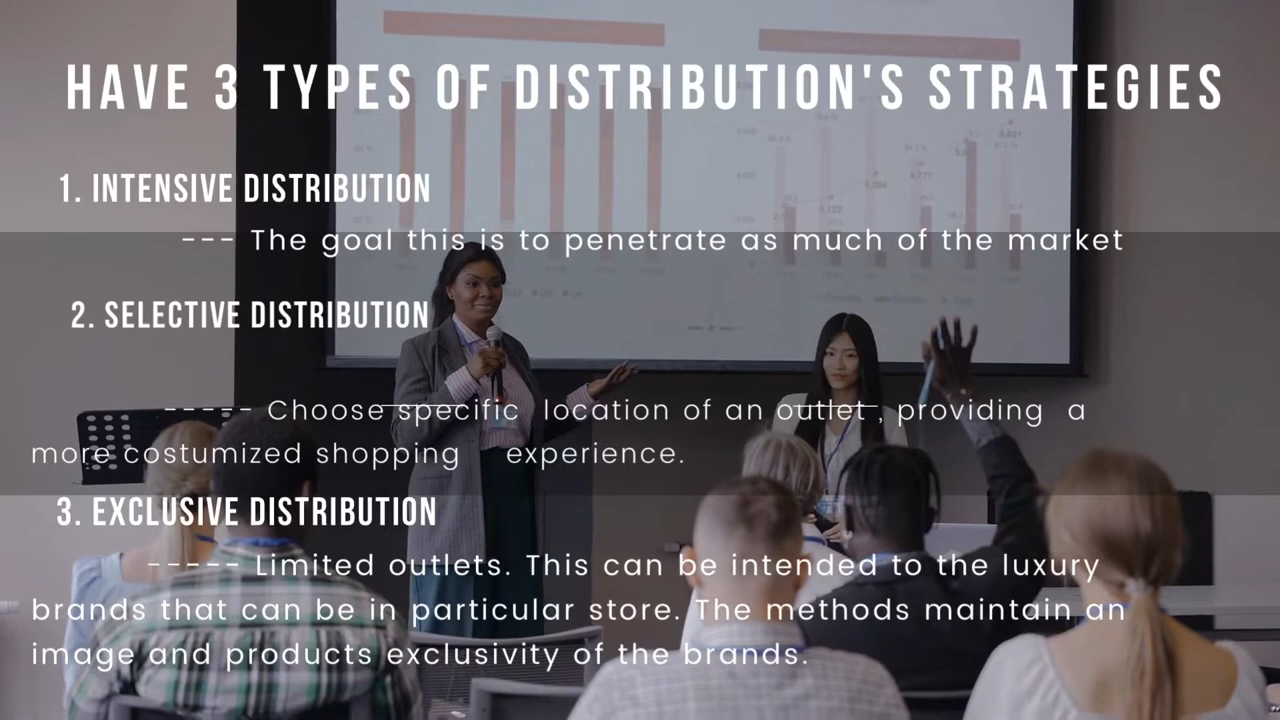 HAVE 3 TYPES OF DISTRIBUTION'S STRATEGIES
1. INTENSIVE DISTRIBUTION
--- The goal this is to penetrate as much of the market
2. SELECTIVE DISTRIBUTION
----- Choose specific location of an outlet , providing a
more costumized shopping experience.
3. EXCLUSIVE DISTRIBUTION
----- Limited outlets. This can be intended to the luxury
brands that can be in particular store. The methods maintain an
image and products exclusivity of the brands.